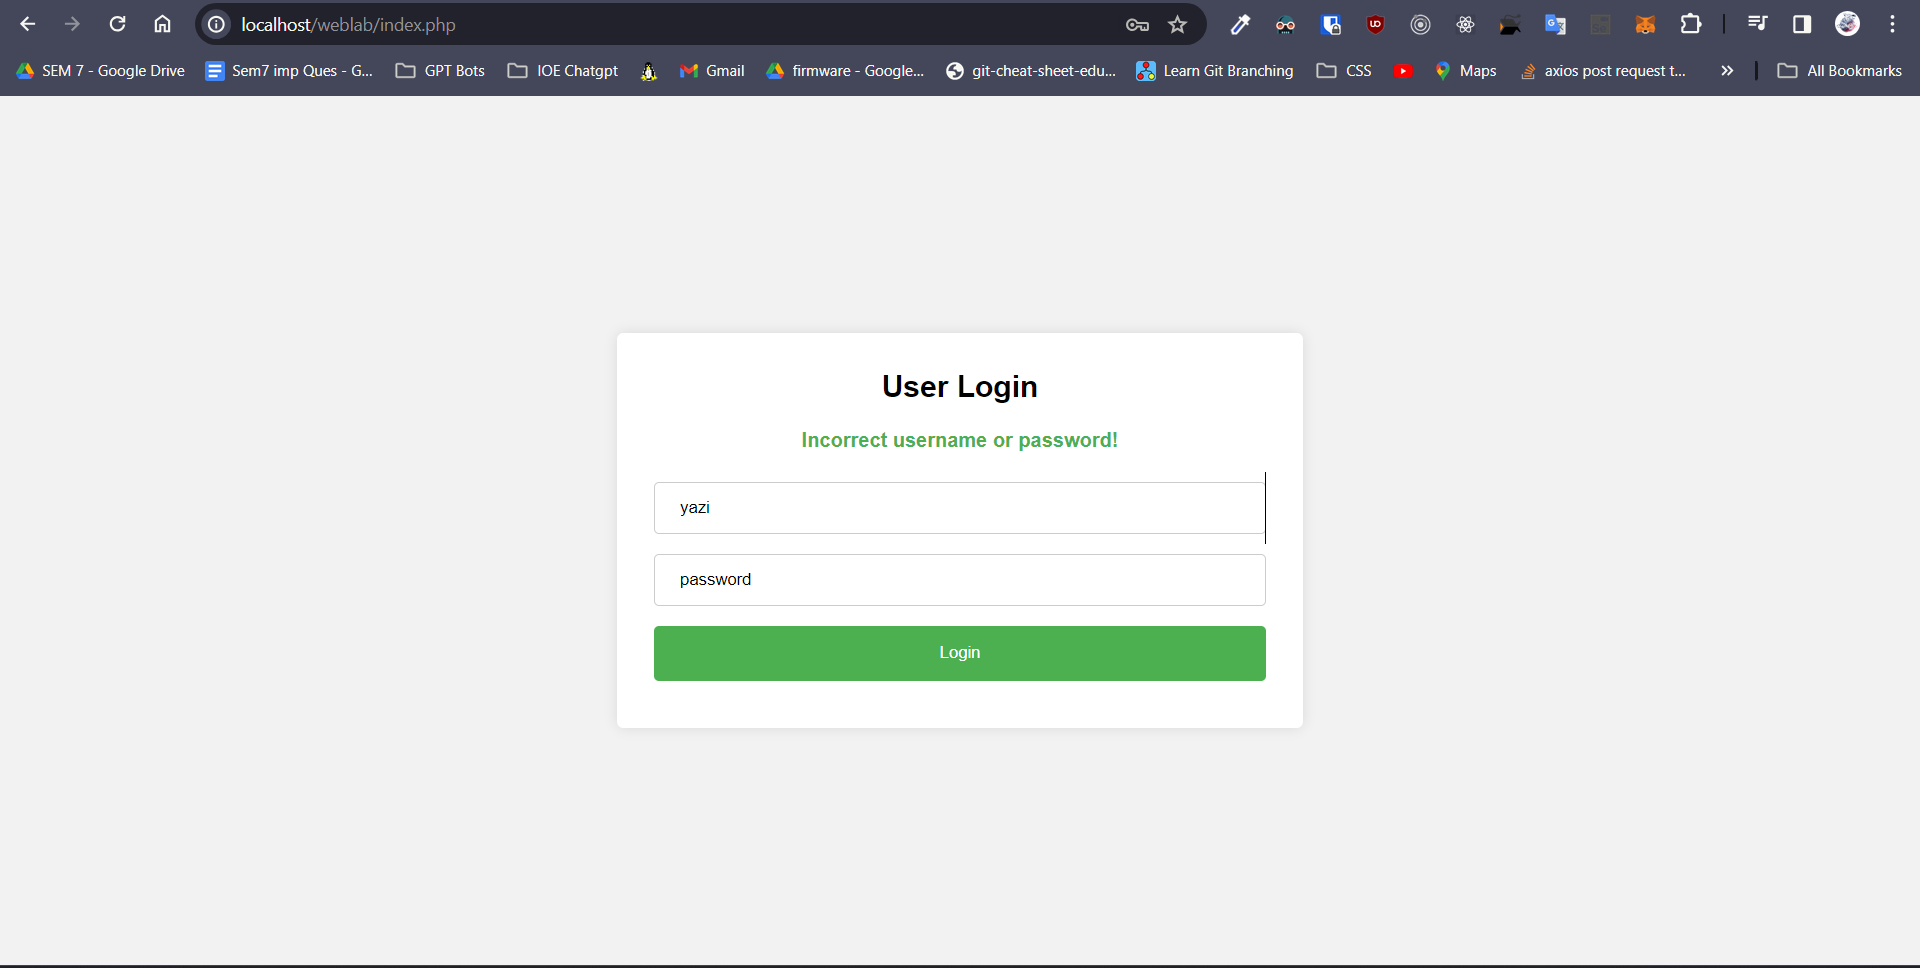 localhost/weblab/index.php
SEM 7 - Google Drive Sem7 imp Ques - G... GPT Bots IOE Chatgpt Gmail firmware - Google... git-cheat-sheet-edu... Learn Git Branching CSS Maps axios post request t... » All Bookmarks
User Login
Incorrect username or password!
yazi
password
Login